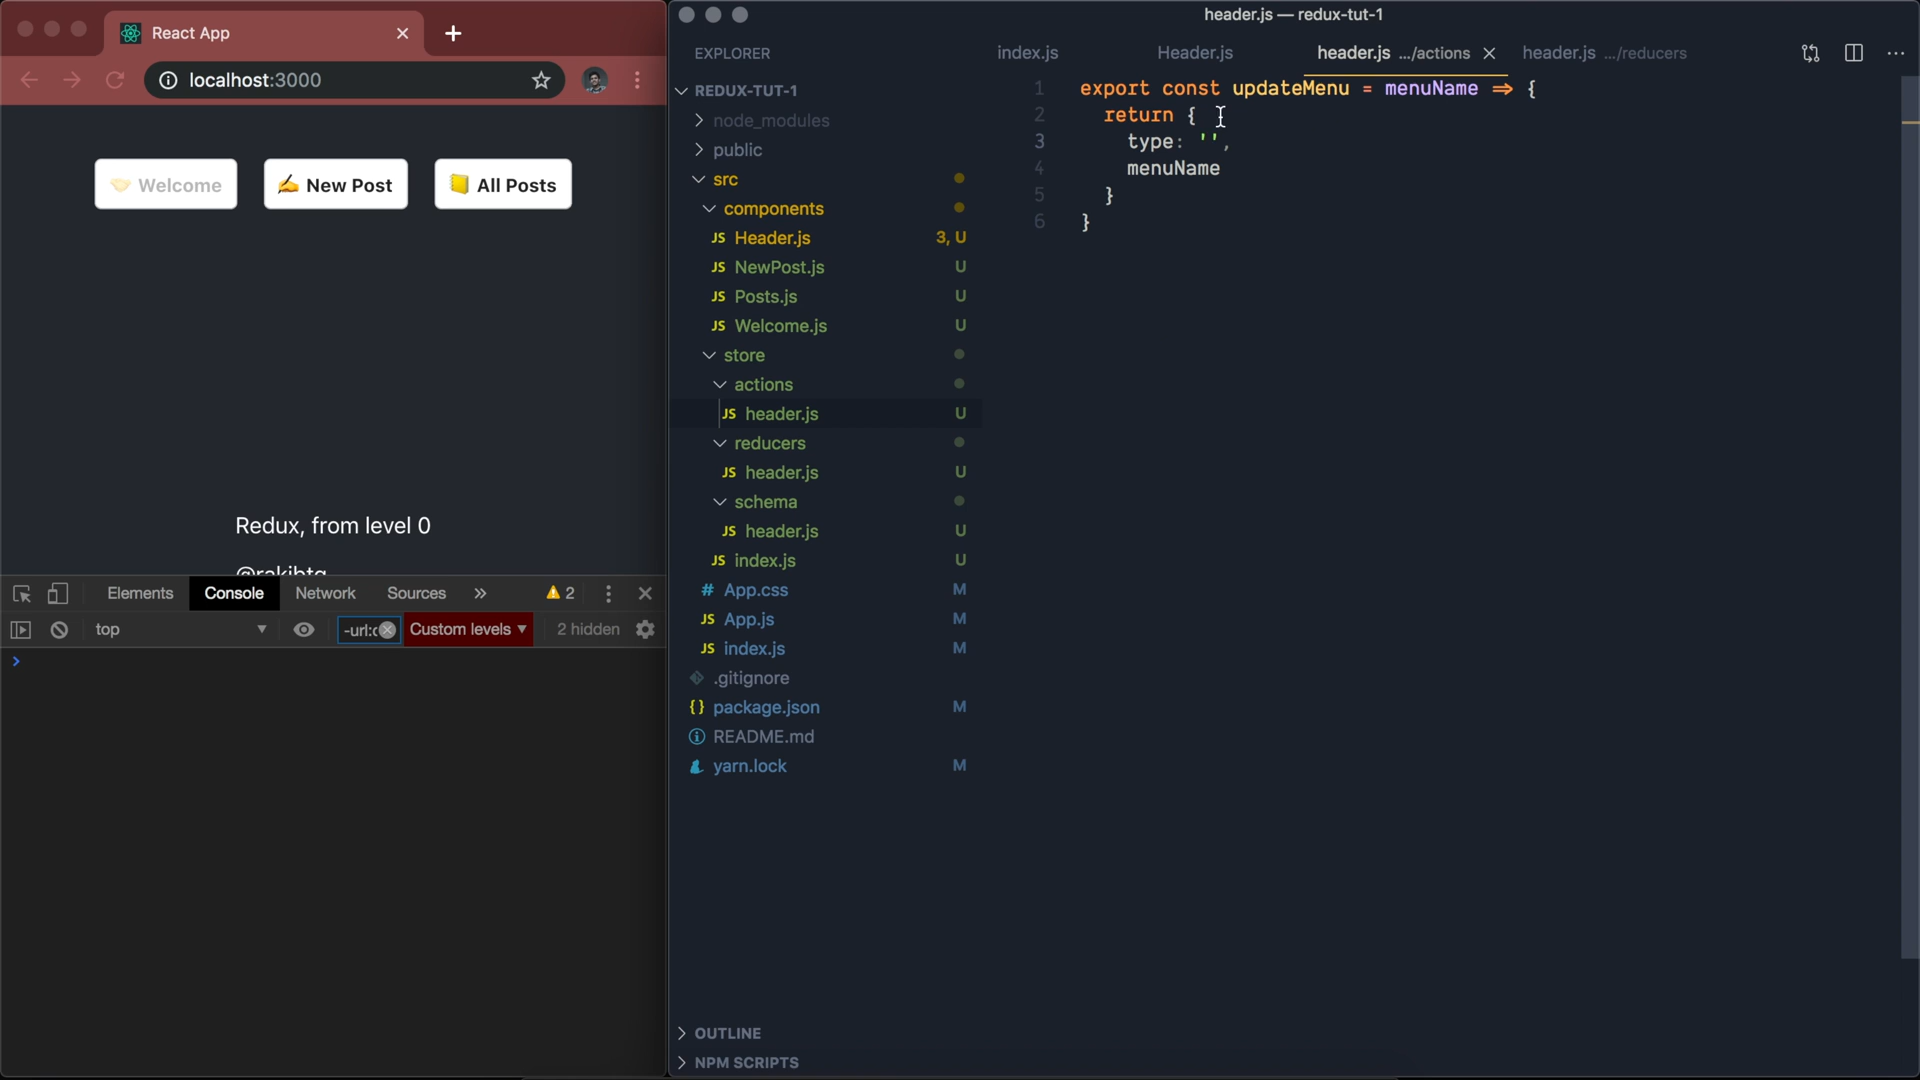 React App
localhost:3000
Welcome
New Post
All Posts
Redux, from level 0
@rakibtg
Elements
Console
Network
Sources
»
2
top
-url:c
Custom levels
2 hidden
header.js — redux-tut-1
EXPLORER
REDUX-TUT-1
node_modules
public
src
components
JS Header.js 3, U
JS NewPost.js U
JS Posts.js U
JS Welcome.js U
store
actions
JS header.js U
reducers
JS header.js U
schema
JS header.js U
JS index.js U
# App.css M
JS App.js M
JS index.js M
.gitignore
{} package.json M
README.md
yarn.lock M
OUTLINE
NPM SCRIPTS
index.js
Header.js
header.js .../actions
header.js .../reducers
1 export const updateMenu = menuName ⇒ {
2 return {
3 type: '',
4 menuName
5 }
6 }